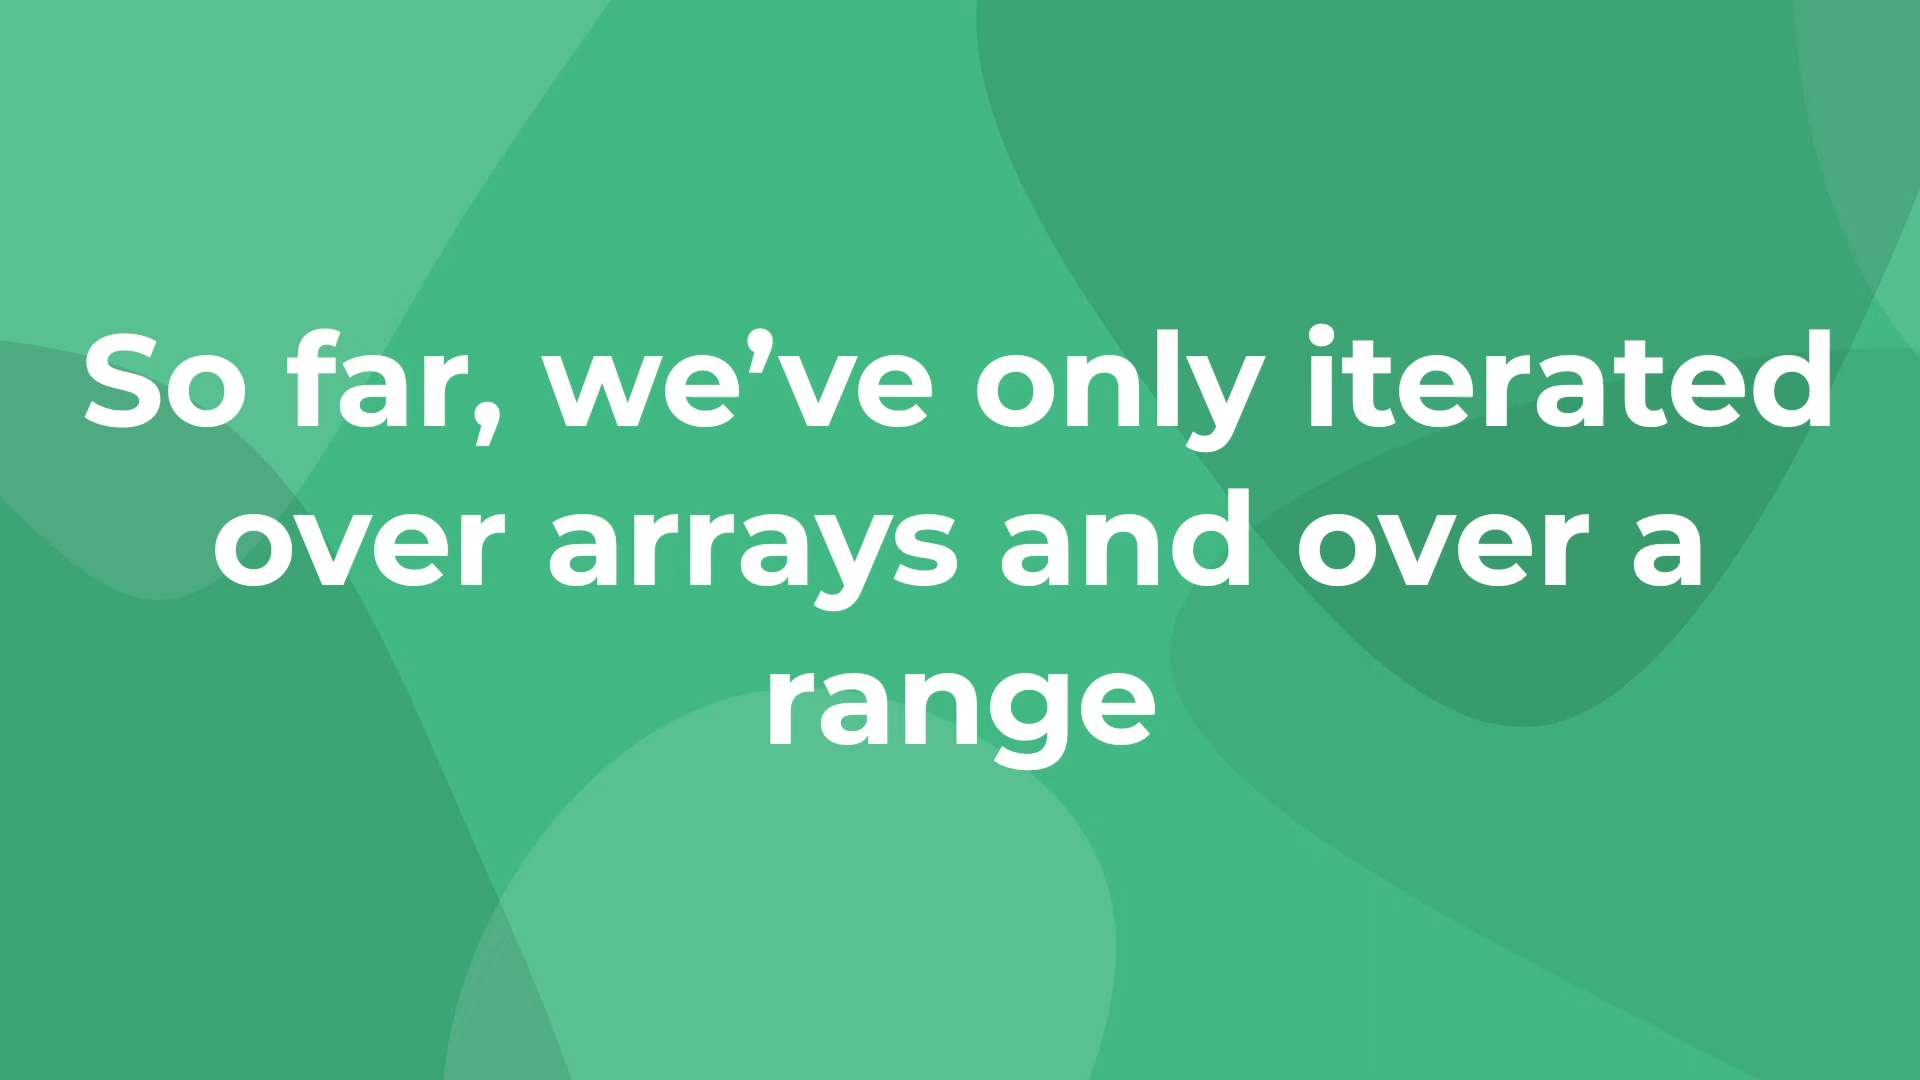 So far, we’ve only iterated
over arrays and over a
range